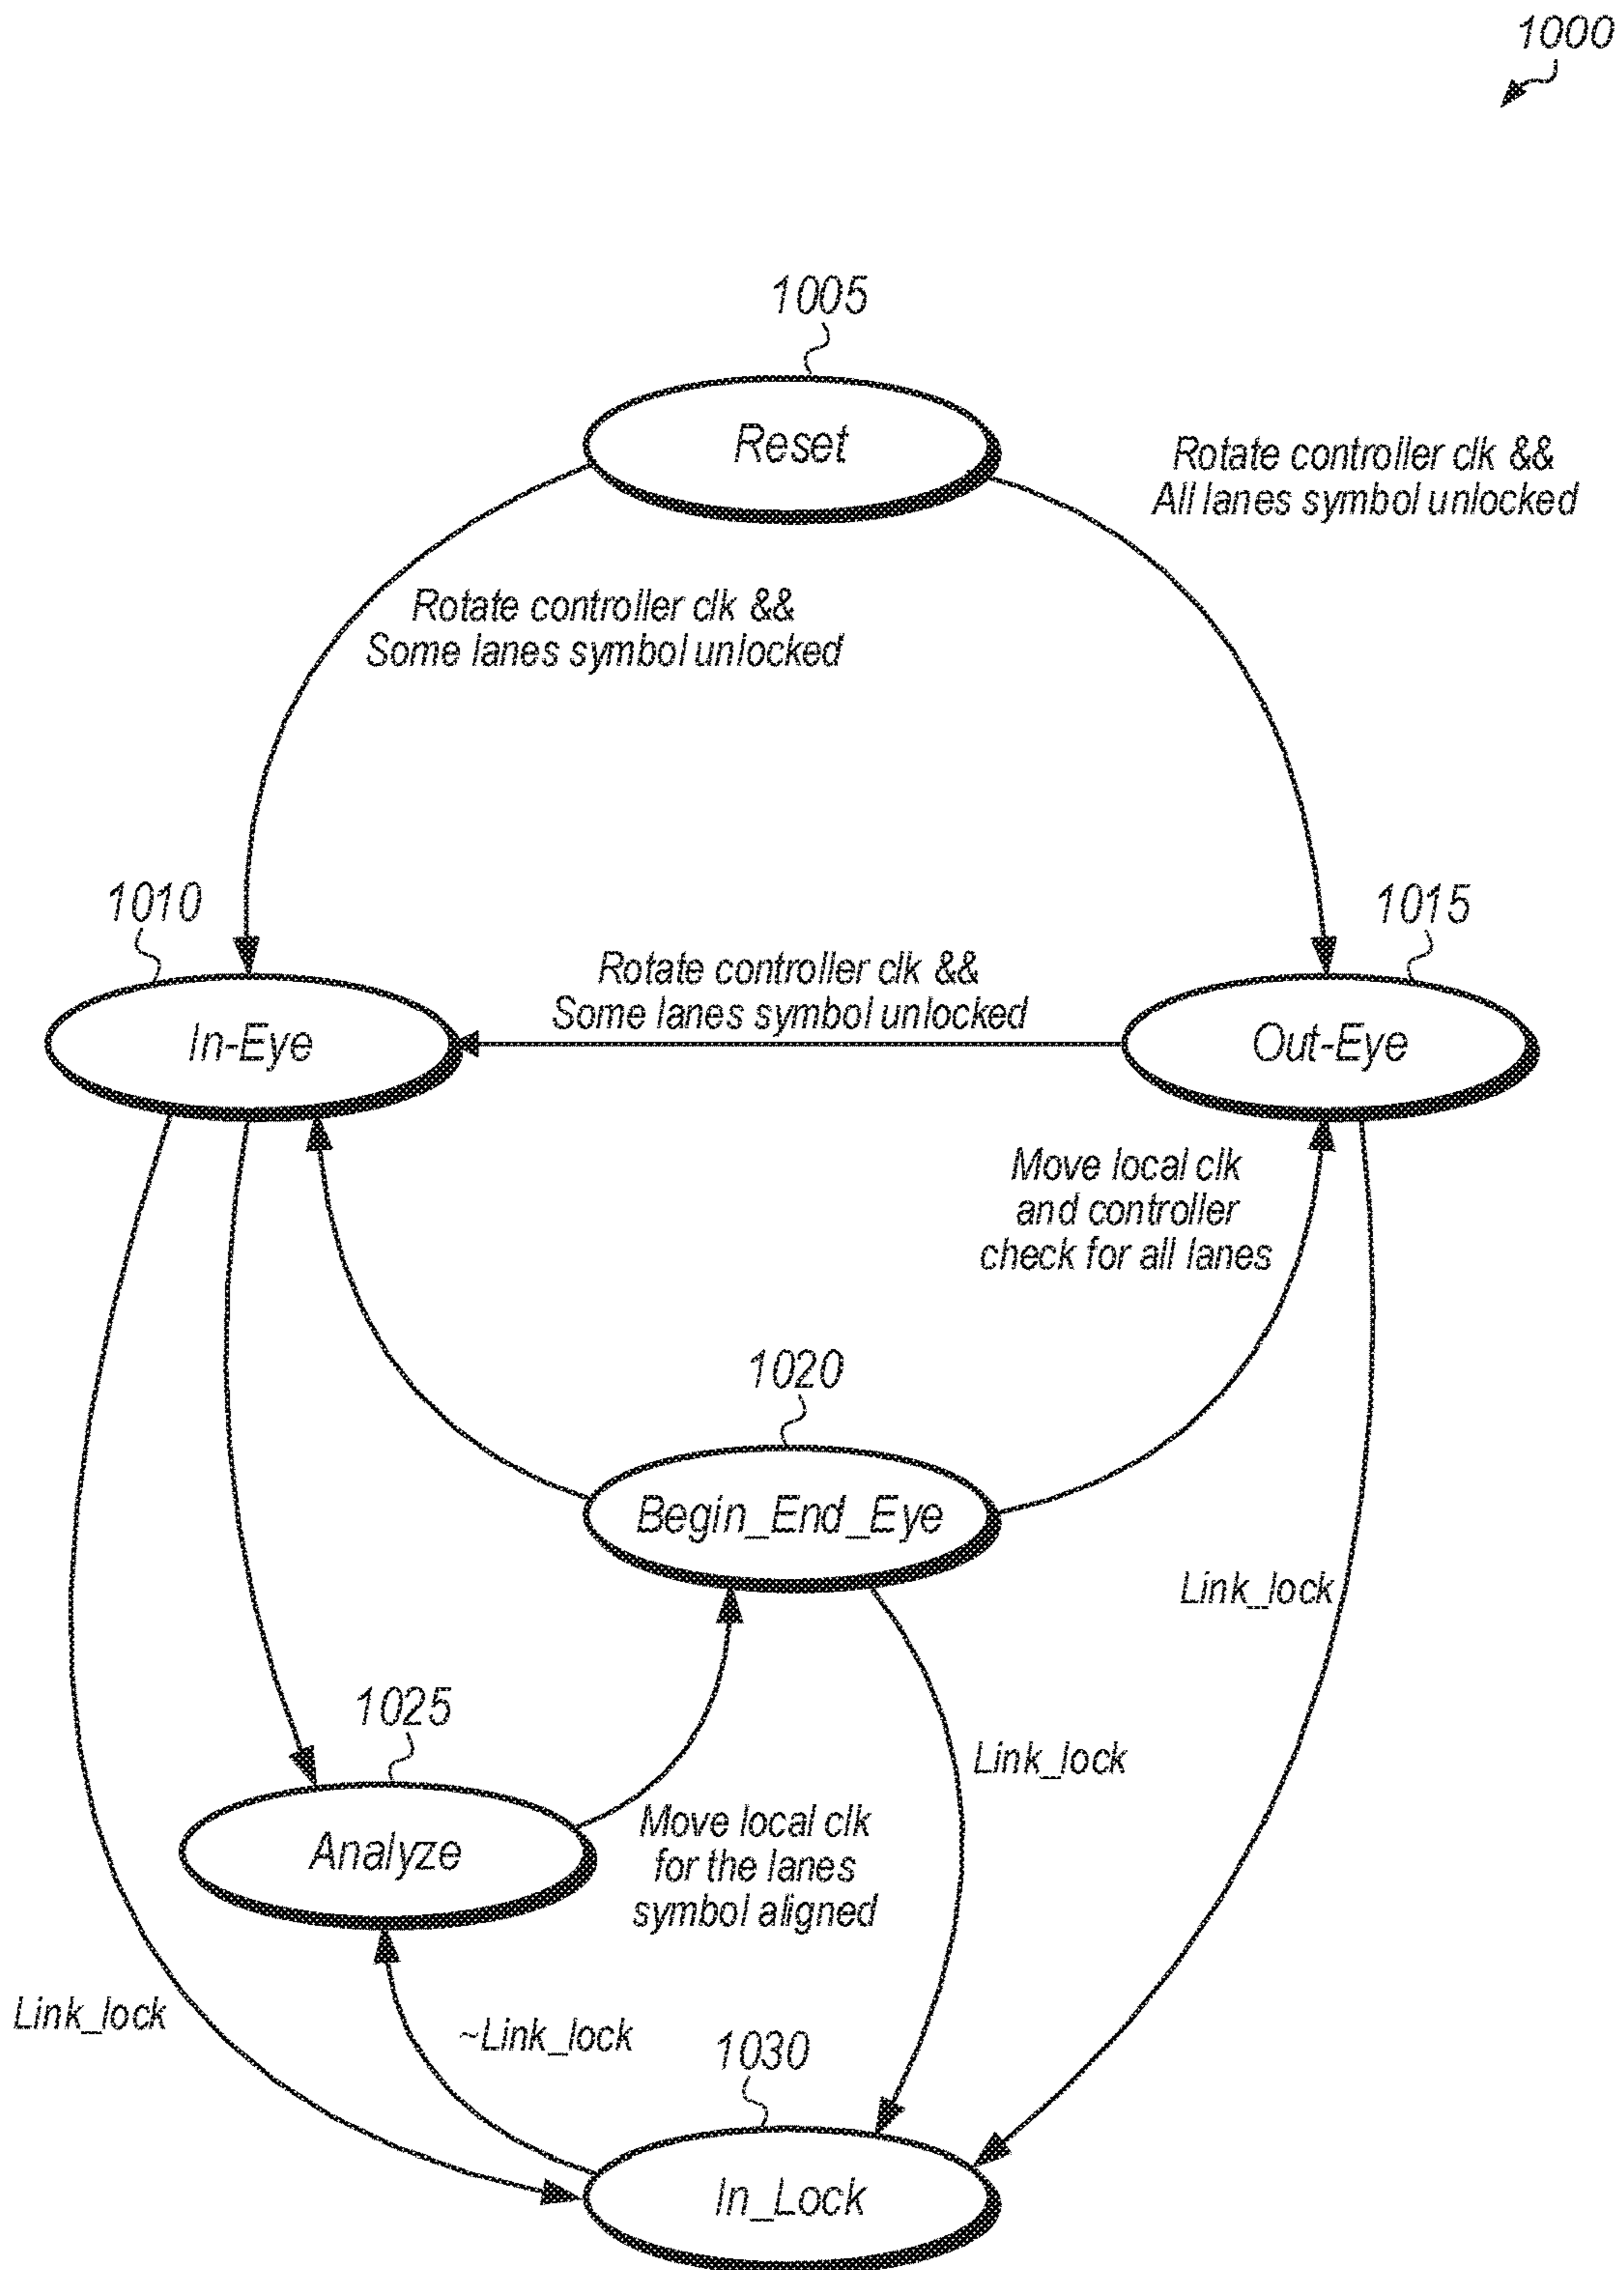 1000
1005
Reset
Rotate controller clk &&
All lanes symbol unlocked
Rotate controller clk &&
Some lanes symbol unlocked
1010
1015
Rotate controller clk &&
Some lanes symbol unlocked
In-Eye
Out-Eye
Move local clk
and controller
check for all lanes
1020
Begin_End_Eye
Link_lock
1025
Link_lock
Analyze
Move local clk
for the lanes
symbol aligned
Link_lock
~Link_lock
1030
In_Lock